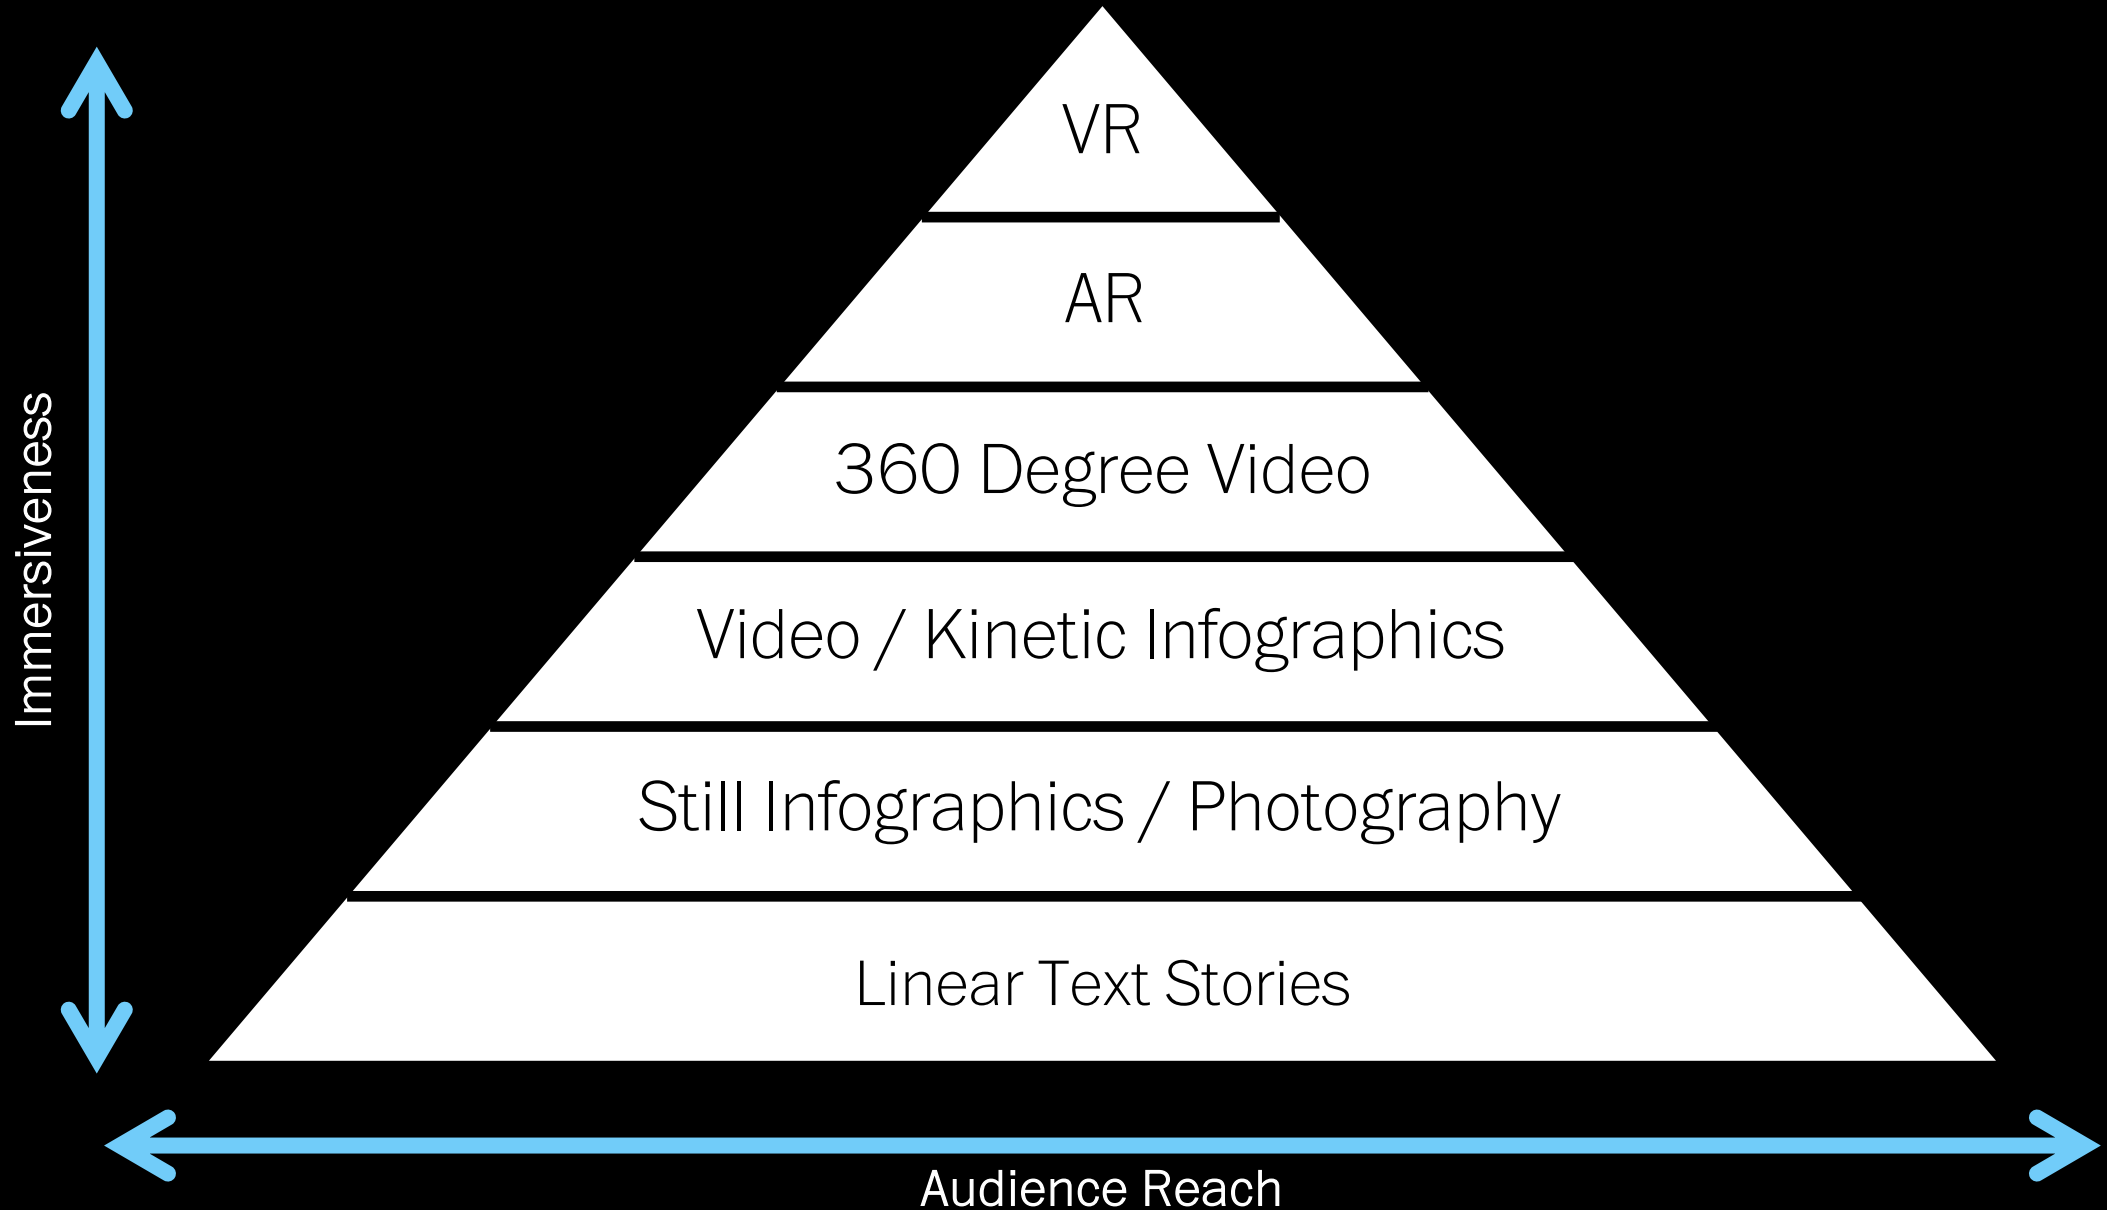 VR
AR
360 Degree Video
Video / Kinetic Infographics
Still Infographics / Photography
Linear Text Stories
Immersiveness
Audience Reach